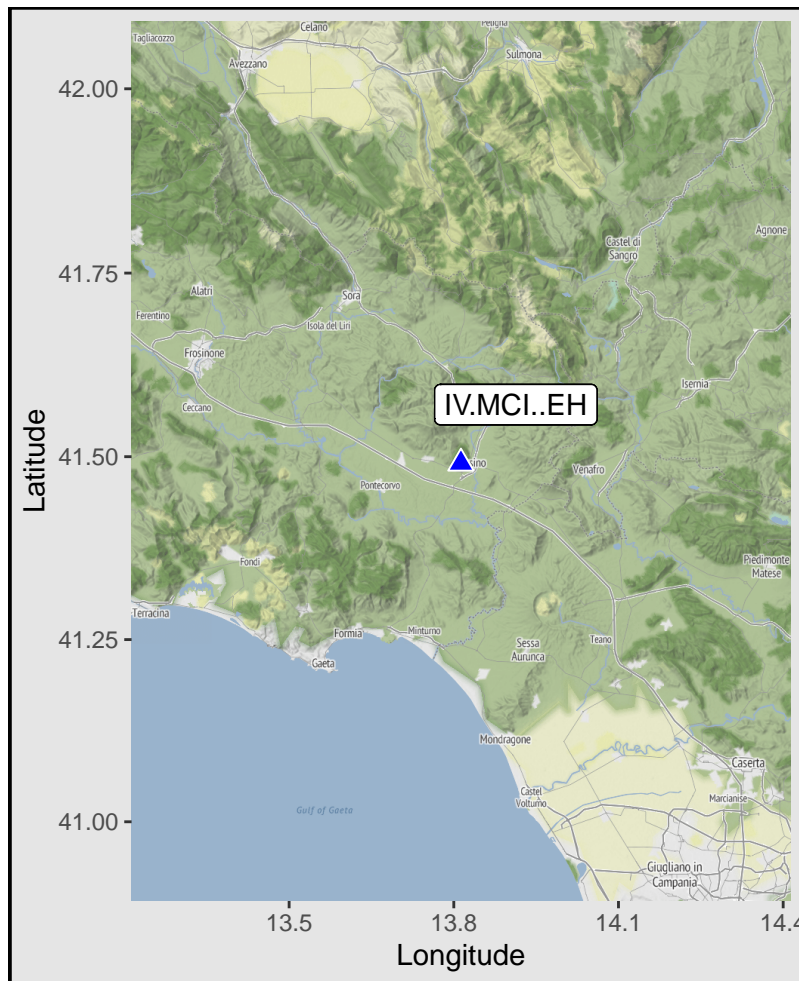 Celano
Tagliacozzo
Avezzano
Sulmona
42.00
Agnone
Castel di
Sangro
41.75
Alatri
Sora
Ferentino
Isola del Liri
Frosinone
Isernia
Ceccano
IV.MCI..EH
41.50
Venafro
Pontecorvo
Latitude
Fondi
Piedimonte
Matese
Terracina
41.25
Formia
Minturno
Sessa
Aurunca
Teano
Gaeta
Mondragone
Caserta
Castel
Volturno
Marcianise
Gulf of Gaeta
41.00
Giugliano in
Campania
13.5
13.8
14.1
Longitude